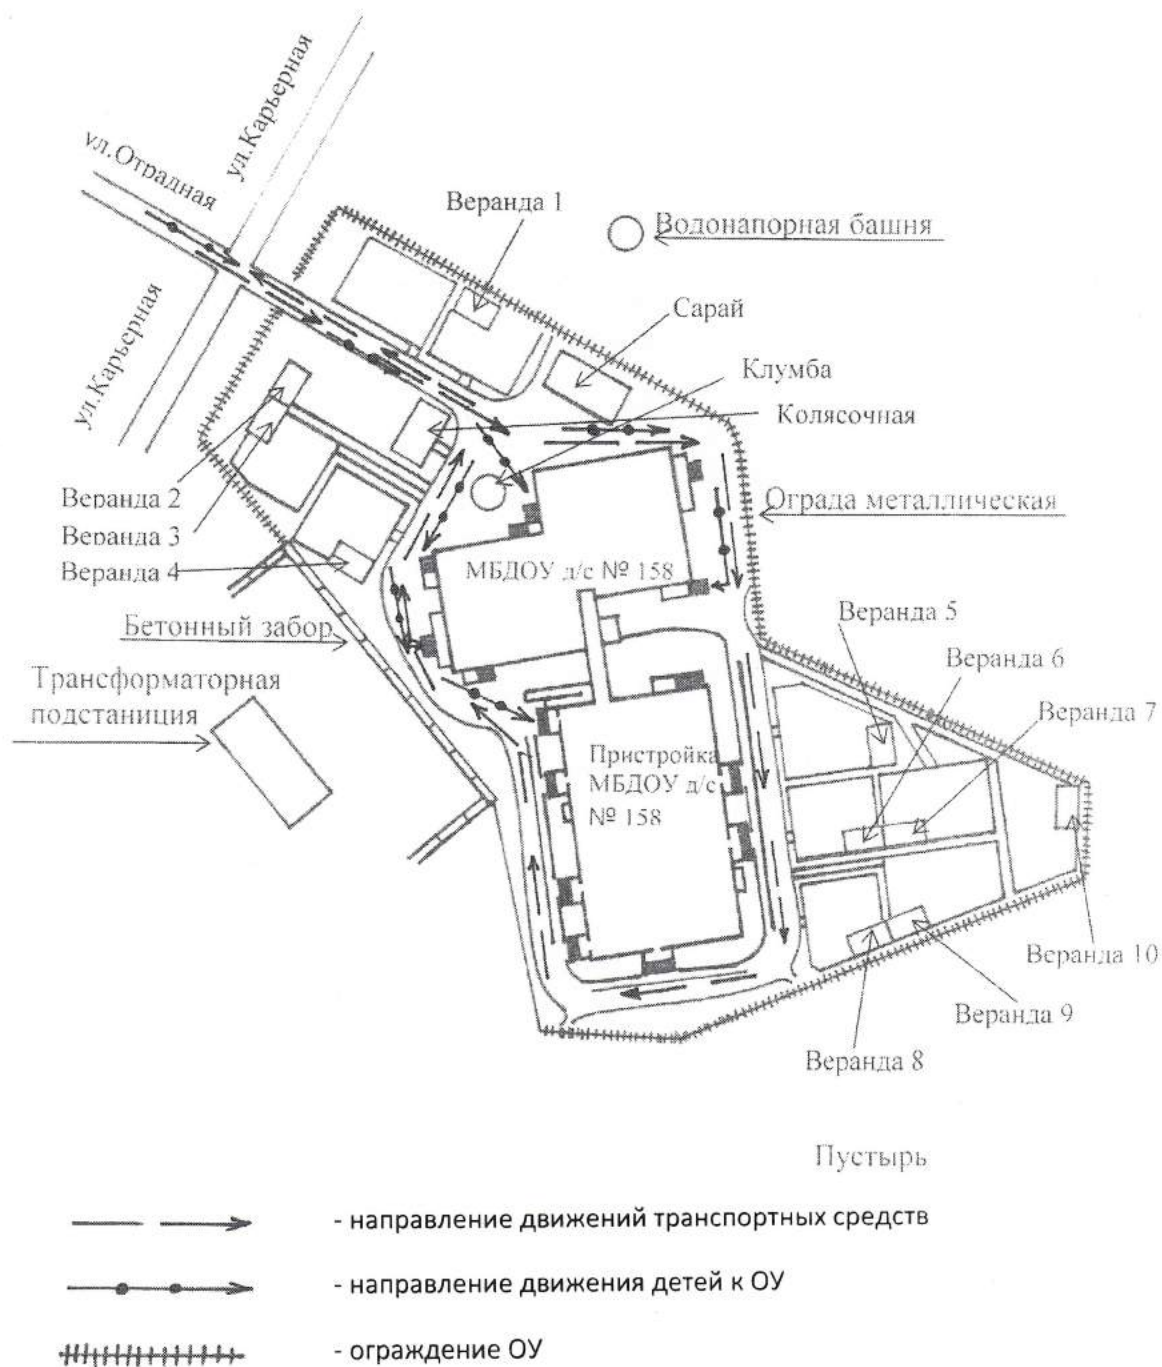 ул.Карьерная
ул.Отрадная
Веранда 1
Водонапорная башня
ул.Карьерная
Сарай
Клумба
Колясочная
Веранда 2
Ограда металлическая
Веранда 3
Веранда 4
МБДОУ д/с № 158
Бетонный забор
Веранда 5
Веранда 6
Трансформаторная
подстаниция
Веранда 7
Пристройка
МБДОУ д/с
№ 158
Веранда 10
Веранда 9
Веранда 8
Пустырь
- направление движений транспортных средств
- направление движения детей к ОУ
- ограждение ОУ